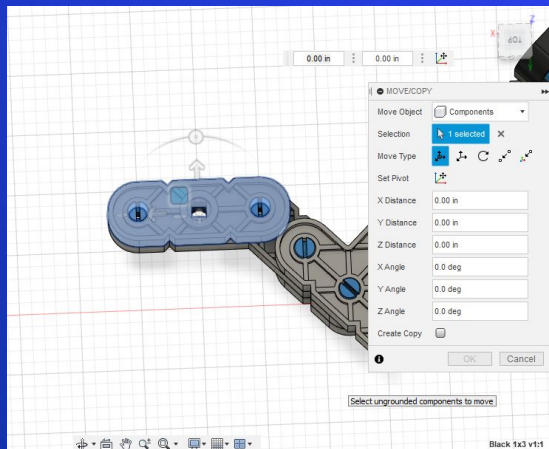 X
Z
TOP
0.00 in
0.00 in
MOVE/COPY
Move Object Components
Selection 1 selected
Move Type
Set Pivot
X Distance 0.00 in
Y Distance 0.00 in
Z Distance 0.00 in
X Angle 0.0 deg
Y Angle 0.0 deg
Z Angle 0.0 deg
Create Copy
OK Cancel
Select ungrounded components to move
Black 1x3 v1:1